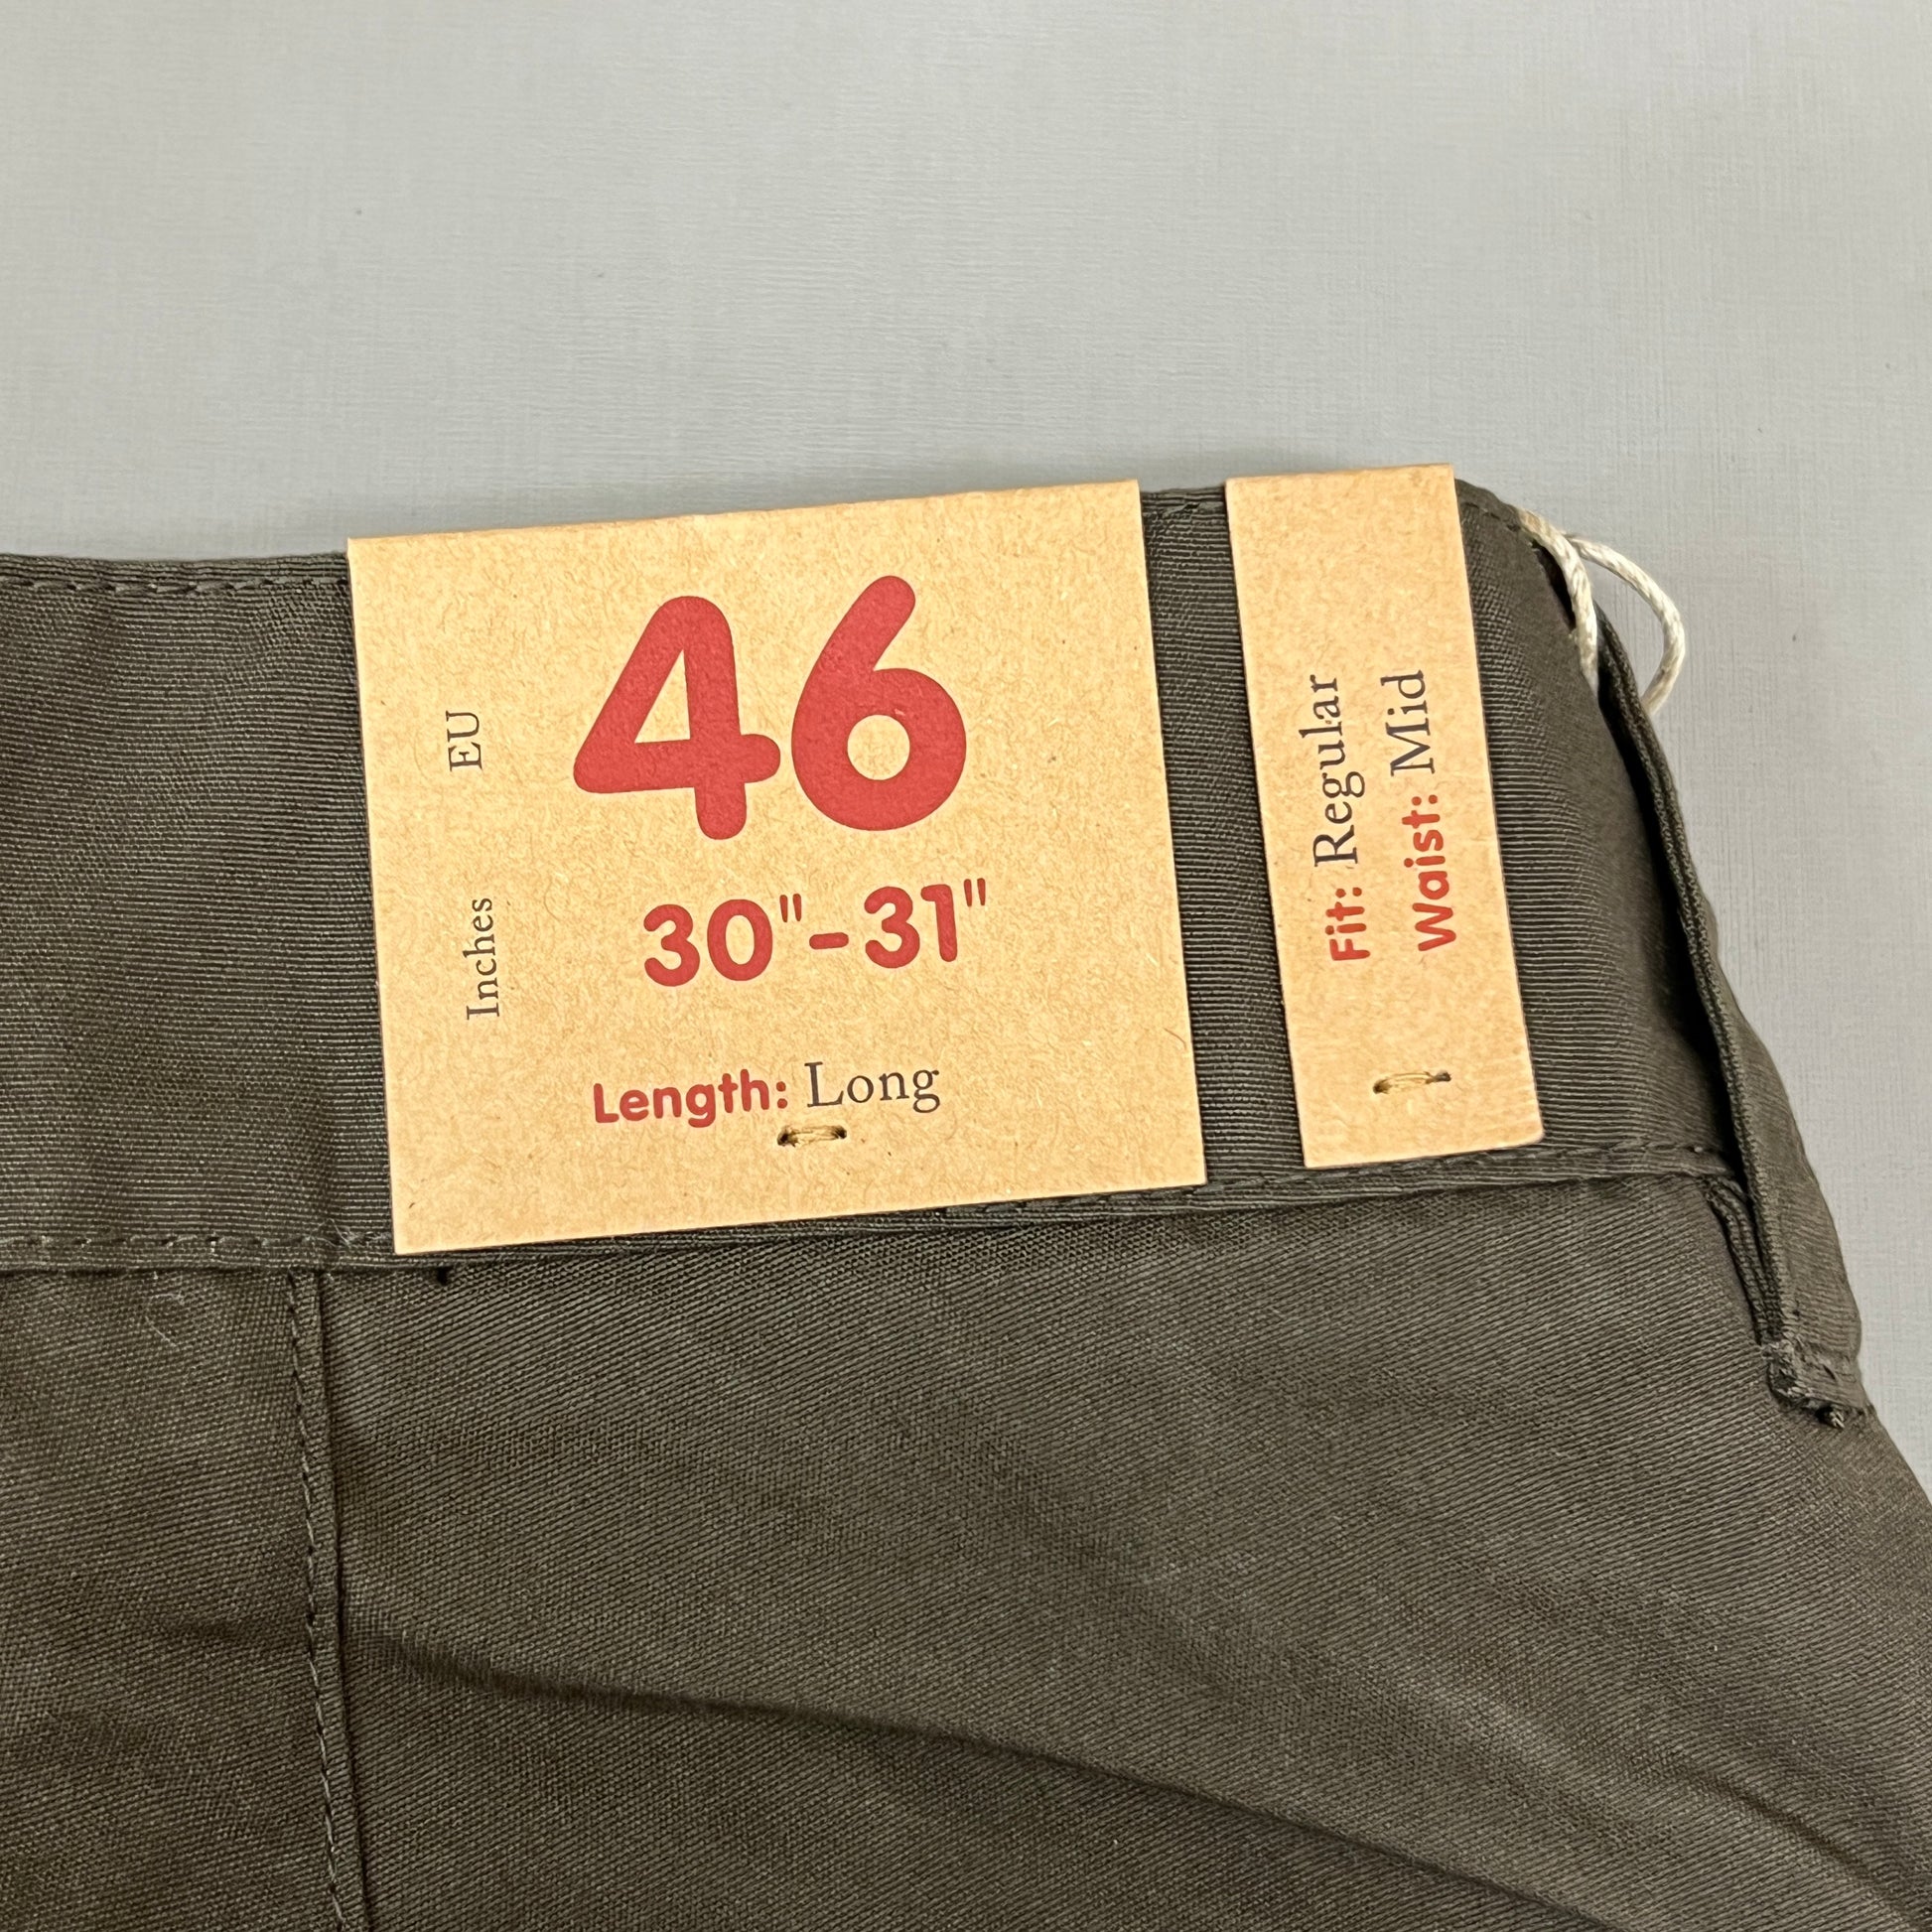 EU 46
Inches 30"-31"
Length: Long
Fit: Regular
Waist: Mid